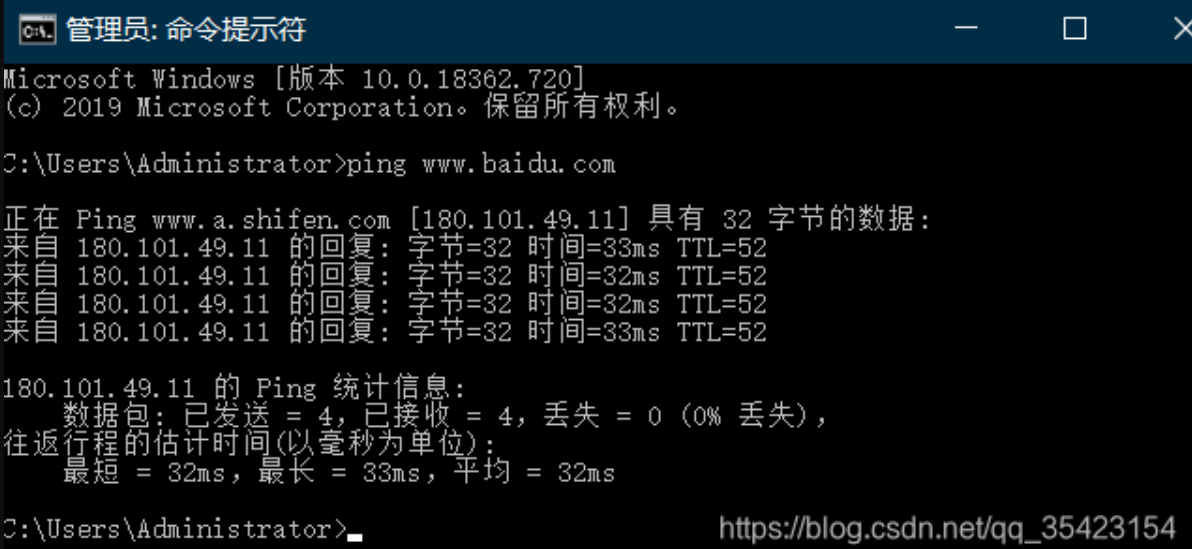 管理员: 命令提示符
Microsoft Windows [版本 10.0.18362.720]
(c) 2019 Microsoft Corporation。保留所有权利。
C:\Users\Administrator>ping www.baidu.com
正在 Ping www.a.shifen.com [180.101.49.11] 具有 32 字节的数据:
来自 180.101.49.11 的回复: 字节=32 时间=33ms TTL=52
来自 180.101.49.11 的回复: 字节=32 时间=32ms TTL=52
来自 180.101.49.11 的回复: 字节=32 时间=32ms TTL=52
来自 180.101.49.11 的回复: 字节=32 时间=33ms TTL=52
180.101.49.11 的 Ping 统计信息:
数据包: 已发送 = 4，已接收 = 4，丢失 = 0 (0% 丢失)，
往返行程的估计时间(以毫秒为单位):
最短 = 32ms，最长 = 33ms，平均 = 32ms
C:\Users\Administrator>
https://blog.csdn.net/qq_35423154